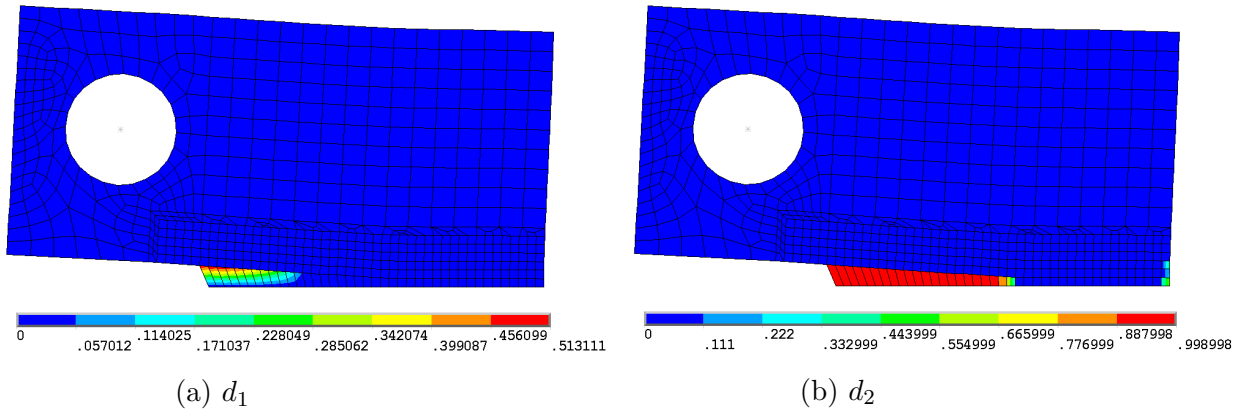 0 .114025 .228049 .342074 .456099
.057012 .171037 .285062 .399087 .513111
0 .222 .443999 .665999 .887998
.111 .332999 .554999 .776999 .998998
(a) d₁
(b) d₂